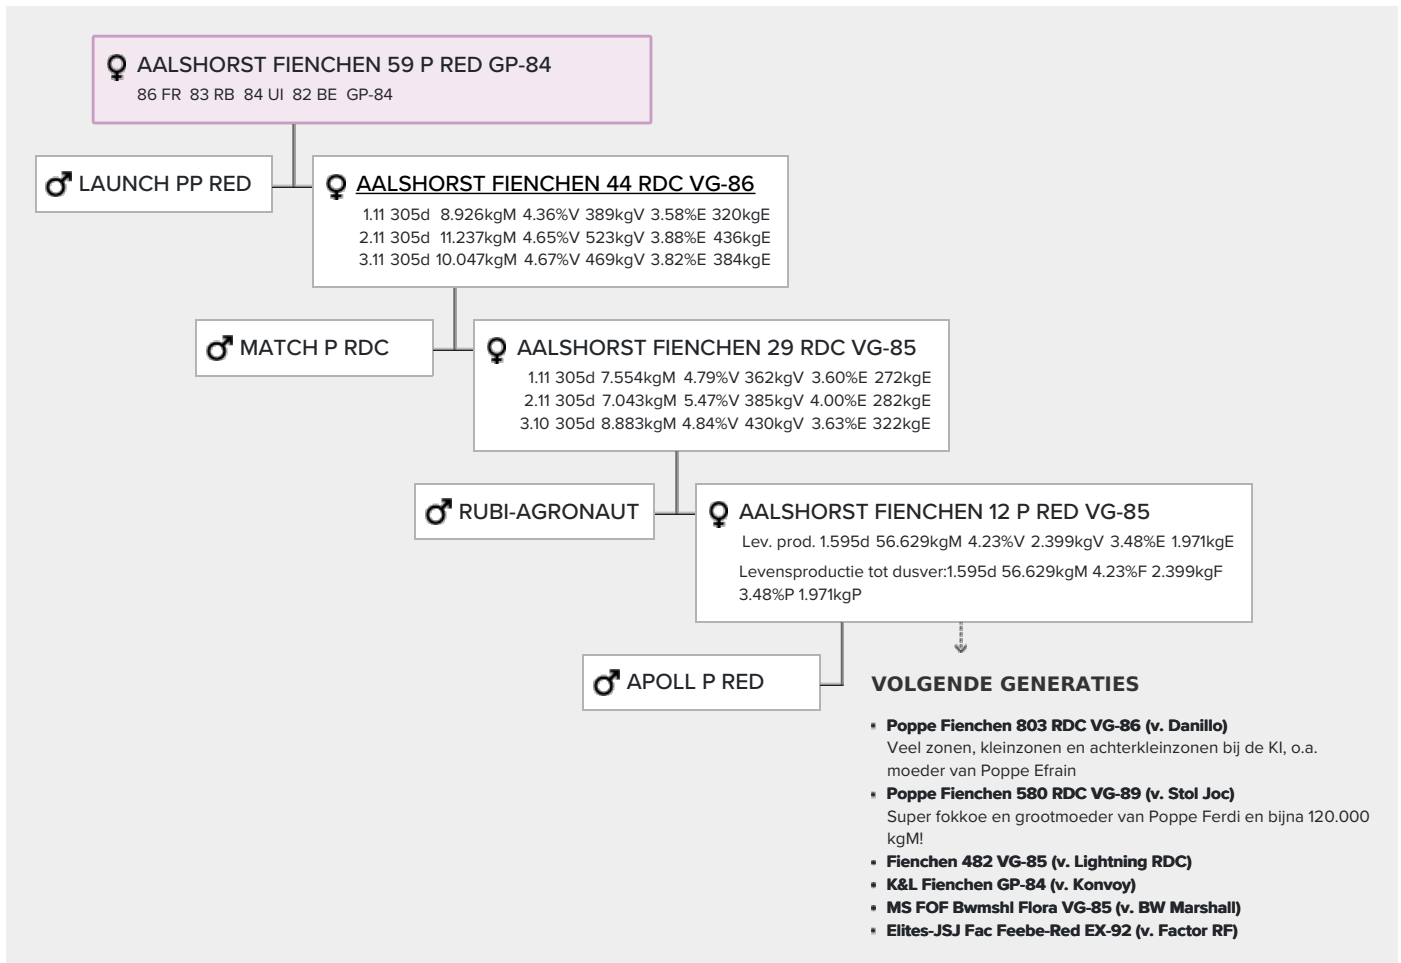 AALSHORST FIENCHEN 59 P RED GP-84
86 FR 83 RB 84 UI 82 BE GP-84
LAUNCH PP RED
AALSHORST FIENCHEN 44 RDC VG-86
1.11 305d 8.926kgM 4.36%V 389kgV 3.58%E 320kgE
2.11 305d 11.237kgM 4.65%V 523kgV 3.88%E 436kgE
3.11 305d 10.047kgM 4.67%V 469kgV 3.82%E 384kgE
MATCH P RDC
AALSHORST FIENCHEN 29 RDC VG-85
1.11 305d 7.554kgM 4.79%V 362kgV 3.60%E 272kgE
2.11 305d 7.043kgM 5.47%V 385kgV 4.00%E 282kgE
3.10 305d 8.883kgM 4.84%V 430kgV 3.63%E 322kgE
RUBI-AGRONAUT
AALSHORST FIENCHEN 12 P RED VG-85
Lev. prod. 1.595d 56.629kgM 4.23%V 2.399kgV 3.48%E 1.971kgE
Levensproductie tot dusver:1.595d 56.629kgM 4.23%F 2.399kgF
3.48%P 1.971kgP
APOLL P RED
VOLGENDE GENERATIES
▪ Poppe Fienchen 803 RDC VG-86 (v. Danillo)
Veel zonen, kleinzonen en achterkleinzonen bij de KI, o.a.
moeder van Poppe Efrain
▪ Poppe Fienchen 580 RDC VG-89 (v. Stol Joc)
Super fokkoe en grootmoeder van Poppe Ferdi en bijna 120.000
kgM!
▪ Fienchen 482 VG-85 (v. Lightning RDC)
▪ K&L Fienchen GP-84 (v. Konvoy)
▪ MS FOF Bwmshl Flora VG-85 (v. BW Marshall)
▪ Elites-JSJ Fac Feebe-Red EX-92 (v. Factor RF)